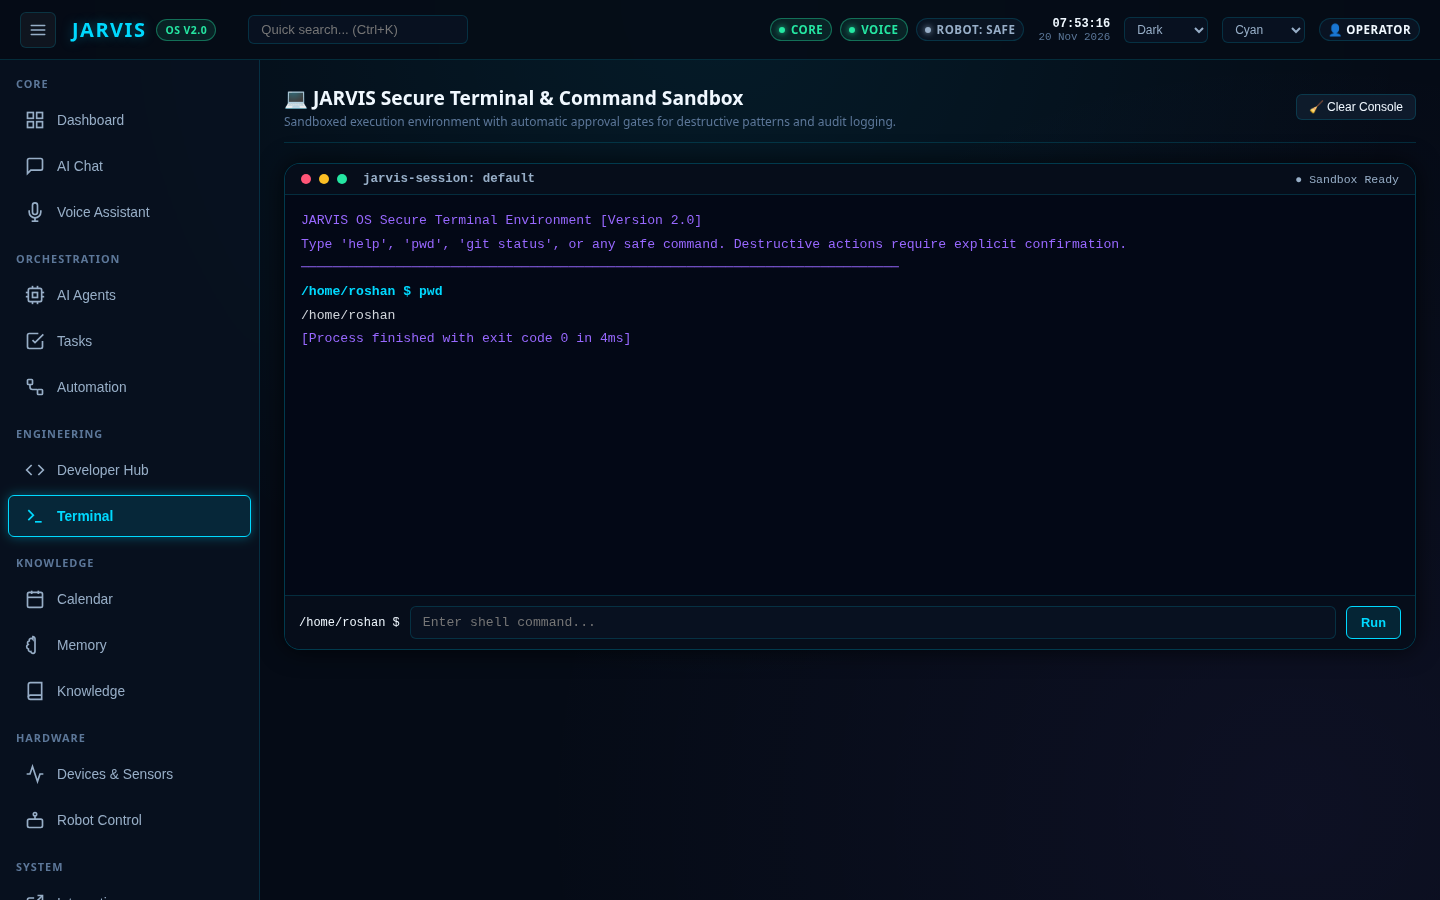 JARVIS
OS V2.0
Quick search... (Ctrl+K)
CORE
VOICE
ROBOT: SAFE
07:53:16
20 Nov 2026
Dark
Cyan
👤 OPERATOR
CORE
Dashboard
AI Chat
Voice Assistant
ORCHESTRATION
AI Agents
Tasks
Automation
ENGINEERING
Developer Hub
Terminal
KNOWLEDGE
Calendar
Memory
Knowledge
HARDWARE
Devices & Sensors
Robot Control
SYSTEM
💻 JARVIS Secure Terminal & Command Sandbox
Sandboxed execution environment with automatic approval gates for destructive patterns and audit logging.
🧹 Clear Console
jarvis-session: default
● Sandbox Ready
JARVIS OS Secure Terminal Environment [Version 2.0]
Type 'help', 'pwd', 'git status', or any safe command. Destructive actions require explicit confirmation.
/home/roshan $ pwd
/home/roshan
[Process finished with exit code 0 in 4ms]
/home/roshan $
Enter shell command...
Run